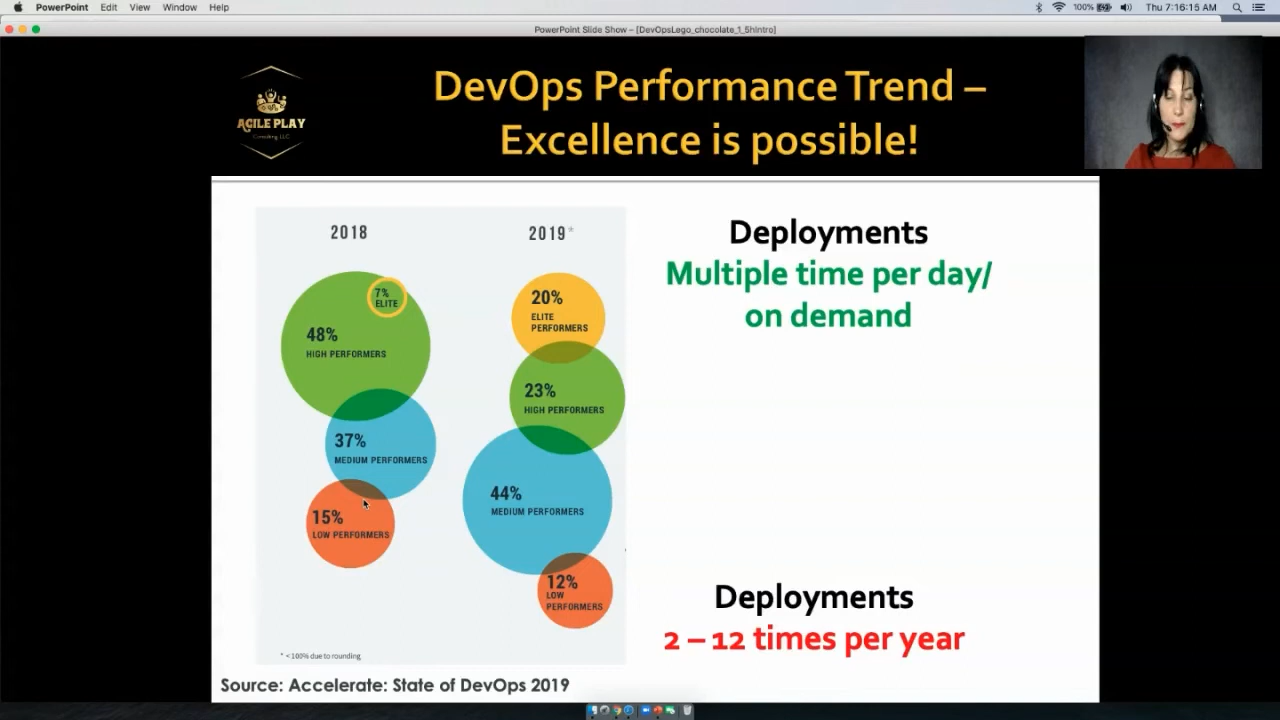 PowerPoint Edit View Window Help
100% Thu 7:16:15 AM
PowerPoint Slide Show – [DevOpsLego_chocolate_1_5hIntro]
AGILE PLAY
Consulting LLC
DevOps Performance Trend –
Excellence is possible!
2018
2019*
7%
ELITE
48%
HIGH PERFORMERS
37%
MEDIUM PERFORMERS
15%
LOW PERFORMERS
20%
ELITE
PERFORMERS
23%
HIGH PERFORMERS
44%
MEDIUM PERFORMERS
12%
LOW
PERFORMERS
* <100% due to rounding
Deployments
Multiple time per day/
on demand
Deployments
2 – 12 times per year
Source: Accelerate: State of DevOps 2019